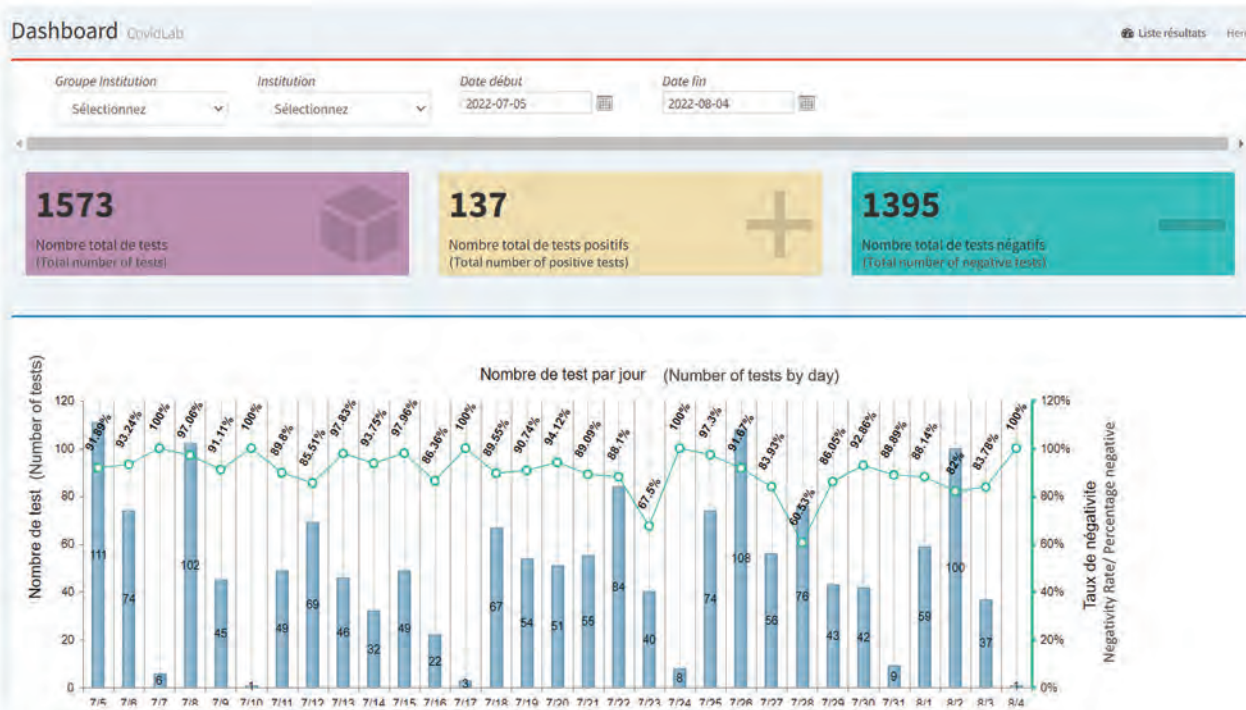 Dashboard CovidLab
Liste résultats
Groupe Institution Institution Date début Date fin
Sélectionnez Sélectionnez 2022-07-05 2022-08-04
1573 137 1395
Nombre total de tests Nombre total de tests positifs Nombre total de tests négatifs
(Total number of tests) (Total number of positive tests) (Total number of negative tests)
Nombre de test par jour (Number of tests by day)
Nombre de test (Number of tests)
120
100
80
60
40
20
0
91.89% 93.24% 100% 97.06% 91.11% 100% 89.8% 85.51% 97.83% 93.75% 97.96% 86.36% 100% 89.55% 90.74% 94.12% 89.09% 88.1% 67.5% 100% 97.3% 91.67% 83.93% 60.53% 86.05% 92.86% 88.89% 88.14% 82% 83.78% 100%
111 74 6 102 45 1 49 69 46 32 49 22 3 67 54 51 55 84 40 8 74 108 56 76 43 42 9 59 100 37 1
7/5 7/6 7/7 7/8 7/9 7/10 7/11 7/12 7/13 7/14 7/15 7/16 7/17 7/18 7/19 7/20 7/21 7/22 7/23 7/24 7/25 7/26 7/27 7/28 7/29 7/30 7/31 8/1 8/2 8/3 8/4
120%
100%
80%
60%
40%
20%
0%
Taux de négativite
Negativity Rate/ Percentage negative